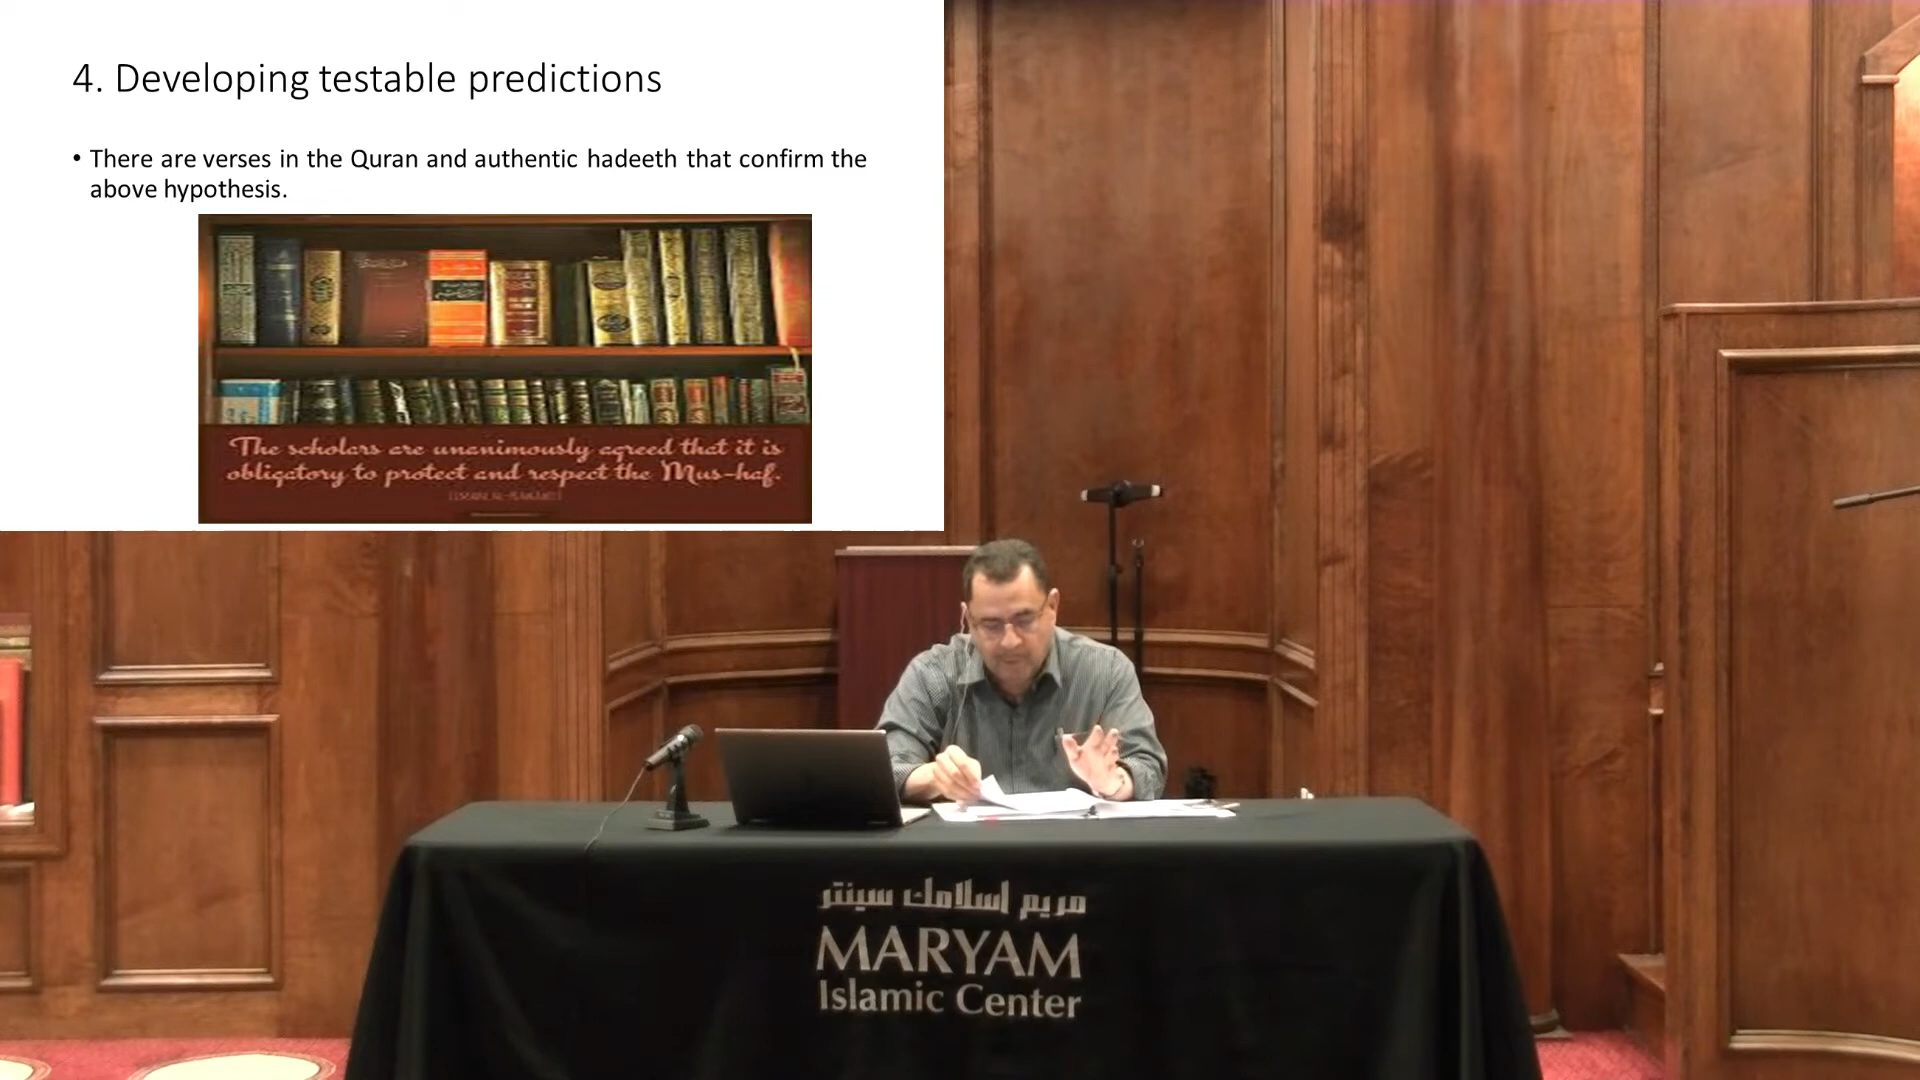 4. Developing testable predictions
• There are verses in the Quran and authentic hadeeth that confirm the
above hypothesis.
The scholars are unanimously agreed that it is
obligatory to protect and respect the Mus-haf.
مريم اسلامك سينتر
MARYAM
Islamic Center